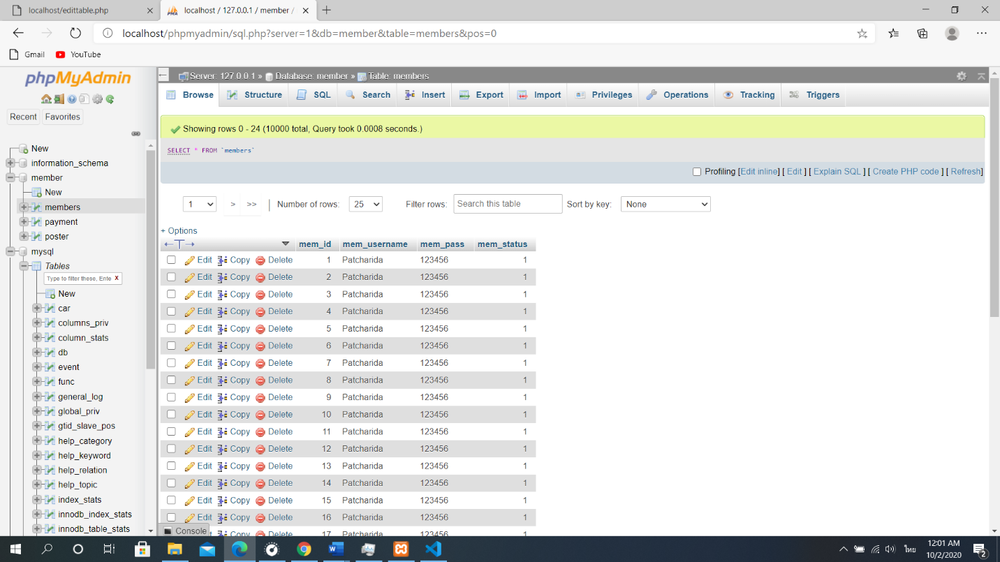 localhost/edittable.php
localhost / 127.0.0.1 / member /
localhost/phpmyadmin/sql.php?server=1&db=member&table=members&pos=0
Gmail YouTube
phpMyAdmin
Recent Favorites
New
information_schema
member
New
members
payment
poster
mysql
Tables
Type to filter these, Ente X
New
car
columns_priv
column_stats
db
event
func
general_log
global_priv
gtid_slave_pos
help_category
help_keyword
help_relation
help_topic
index_stats
innodb_index_stats
innodb_table_stats
Server: 127.0.0.1 » Database: member » Table: members
Browse Structure SQL Search Insert Export Import Privileges Operations Tracking Triggers
Showing rows 0 - 24 (10000 total, Query took 0.0008 seconds.)
SELECT * FROM `members`
Profiling [Edit inline] [ Edit ] [ Explain SQL ] [ Create PHP code ] [ Refresh]
1 > >> Number of rows: 25 Filter rows: Search this table Sort by key: None
+ Options
←T→ mem_id mem_username mem_pass mem_status
Edit Copy Delete 1 Patcharida 123456 1
Edit Copy Delete 2 Patcharida 123456 1
Edit Copy Delete 3 Patcharida 123456 1
Edit Copy Delete 4 Patcharida 123456 1
Edit Copy Delete 5 Patcharida 123456 1
Edit Copy Delete 6 Patcharida 123456 1
Edit Copy Delete 7 Patcharida 123456 1
Edit Copy Delete 8 Patcharida 123456 1
Edit Copy Delete 9 Patcharida 123456 1
Edit Copy Delete 10 Patcharida 123456 1
Edit Copy Delete 11 Patcharida 123456 1
Edit Copy Delete 12 Patcharida 123456 1
Edit Copy Delete 13 Patcharida 123456 1
Edit Copy Delete 14 Patcharida 123456 1
Edit Copy Delete 15 Patcharida 123456 1
Edit Copy Delete 16 Patcharida 123456 1
Copy Delete 17 Patcharida 123456 1
Console
ไทย
12:01 AM
10/2/2020
2